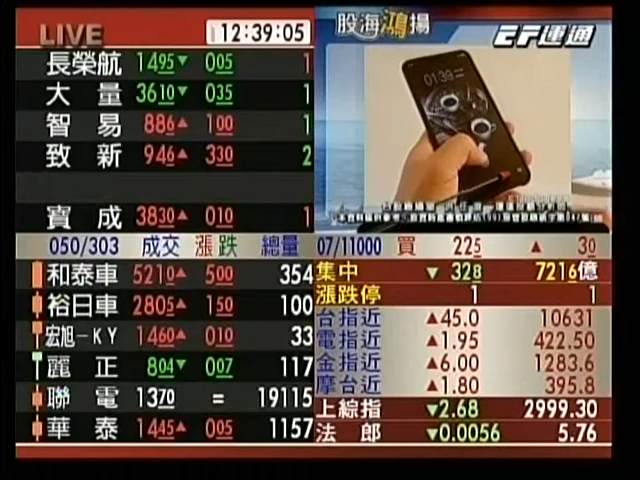 LIVE 12:39:05
長榮航 1495▼ 005 1
大量 3610▼ 035 1
智易 886▲ 100 1
致新 946▲ 330 2
寶成 3830▲ 010 1
050/303 成交 漲跌 總量
和泰車 5210▲ 500 354
裕日車 2805▲ 150 100
宏旭－KY 1460▲ 010 33
麗正 804▼ 007 117
聯電 1370 = 19115
華泰 1445▲ 005 1157
股海鴻揚
運通
01:39
07/11000 買 225 ▲ 30
集中 ▼ 328 7216億
漲跌停 1 1
台指近 ▲45.0 10631
電指近 ▲1.95 422.50
金指近 ▲6.00 1283.6
摩台近 ▲1.80 395.8
上綜指 ▼2.68 2999.30
法郎 ▼0.0056 5.76